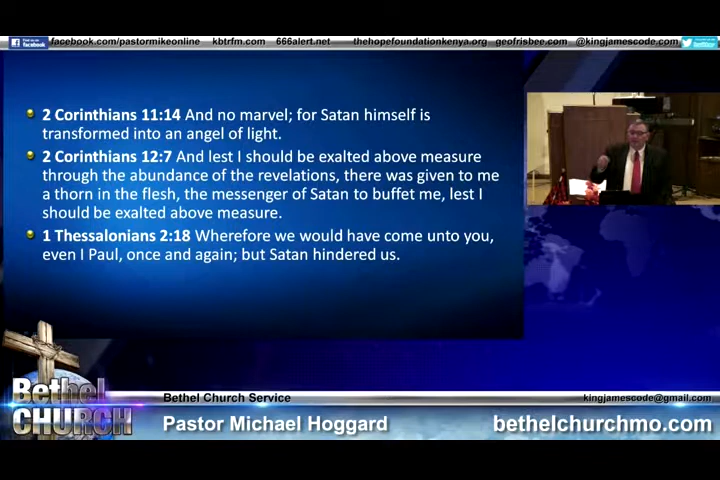 facebook.com/pastormikeonline kbtrfm.com 666alert.net thehopefoundationkenya.org geofrisbee.com @kingjamescode.com
2 Corinthians 11:14 And no marvel; for Satan himself is
transformed into an angel of light.
2 Corinthians 12:7 And lest I should be exalted above measure
through the abundance of the revelations, there was given to me
a thorn in the flesh, the messenger of Satan to buffet me, lest I
should be exalted above measure.
1 Thessalonians 2:18 Wherefore we would have come unto you,
even I Paul, once and again; but Satan hindered us.
Bethel
CHURCH
Bethel Church Service kingjamescode@gmail.com
Pastor Michael Hoggard bethelchurchmo.com